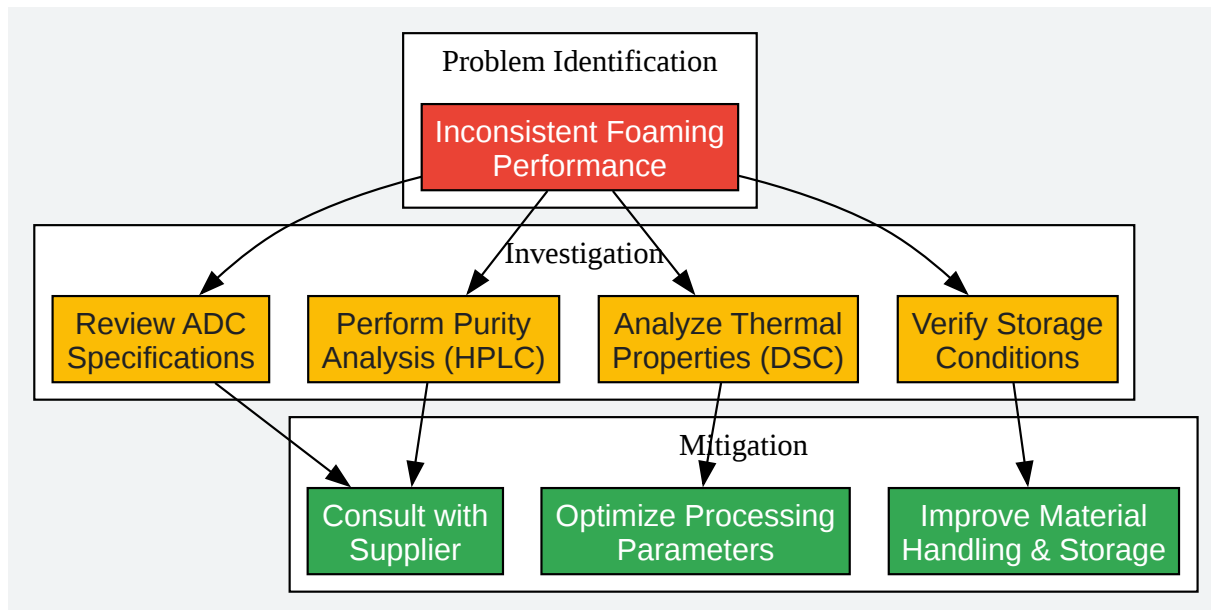 Problem Identification
Inconsistent Foaming
Performance
Investigation
Review ADC
Specifications
Perform Purity
Analysis (HPLC)
Analyze Thermal
Properties (DSC)
Verify Storage
Conditions
Mitigation
Consult with
Supplier
Optimize Processing
Parameters
Improve Material
Handling & Storage